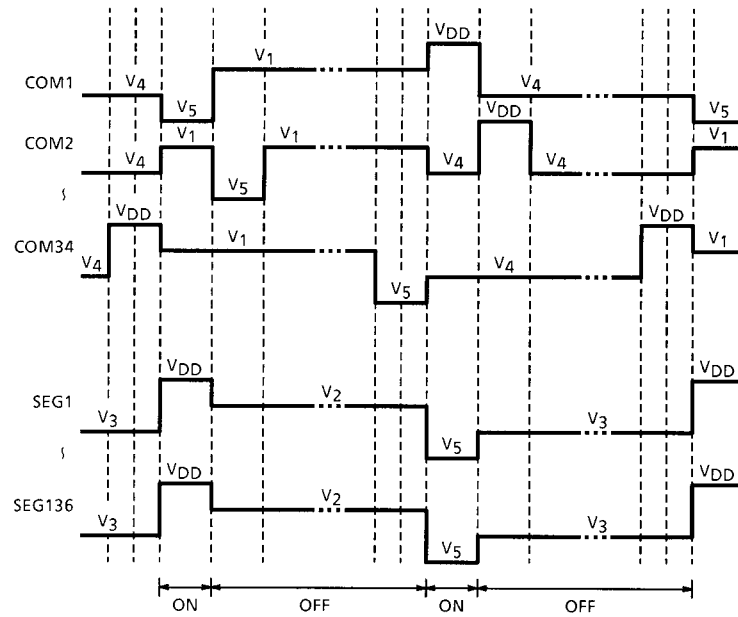 VDD
V1
COM1 V4 V4
V5 VDD V5
COM2 V1 V1 V1
V4 V4 V4
V5
VDD VDD
COM34 V1 V1
V4 V4
V5
VDD VDD
SEG1 V2
V3 V3
V5
VDD VDD
SEG136 V2
V3 V3
V5
ON OFF ON OFF